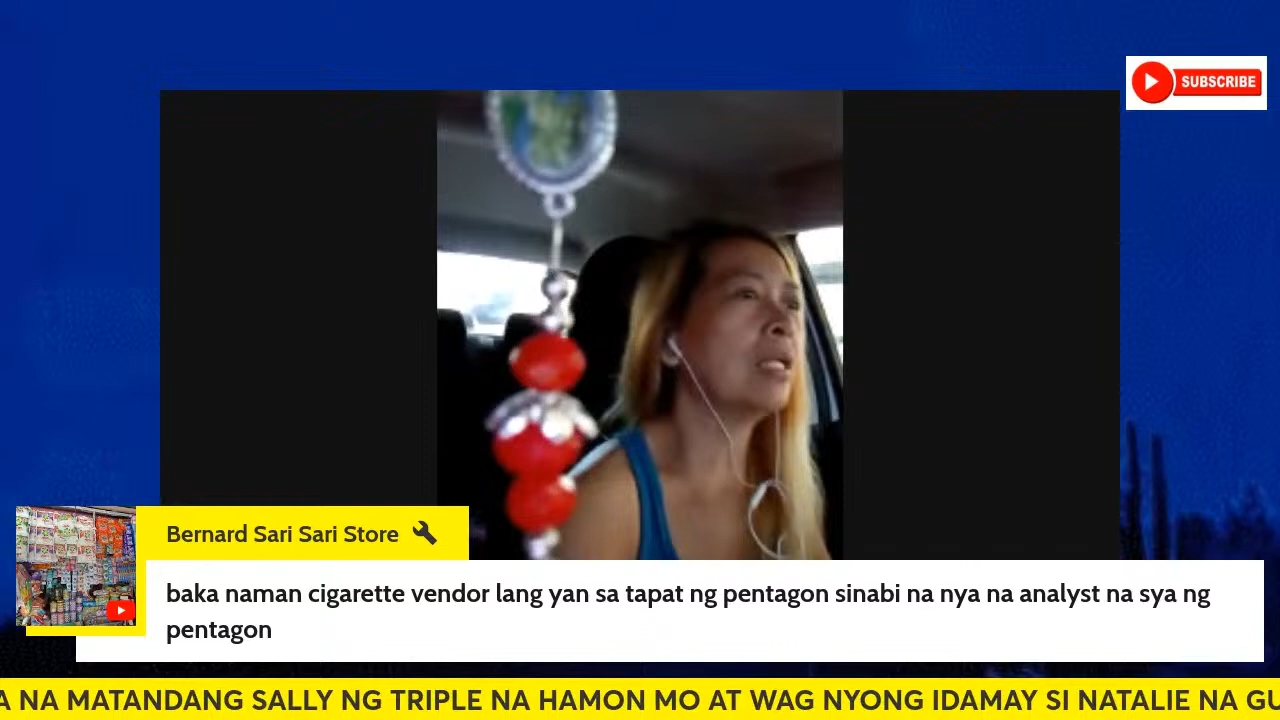 SUBSCRIBE
Bernard Sari Sari Store
baka naman cigarette vendor lang yan sa tapat ng pentagon sinabi na nya na analyst na sya ng
pentagon
A NA MATANDANG SALLY NG TRIPLE NA HAMON MO AT WAG NYONG IDAMAY SI NATALIE NA GU